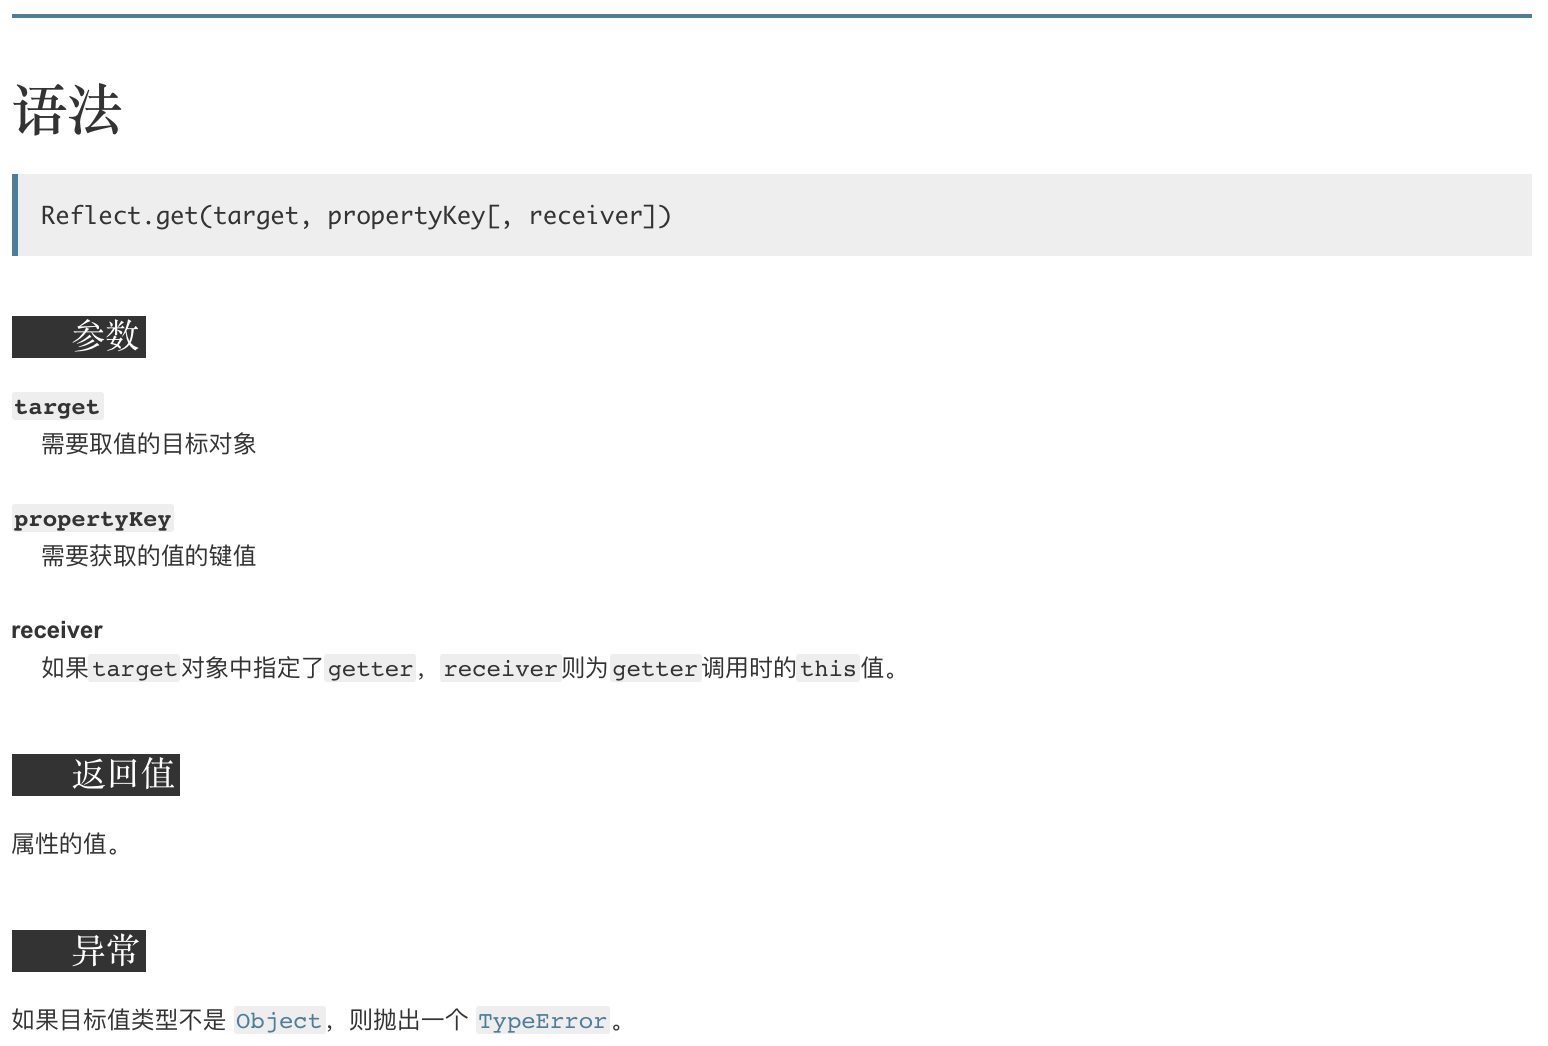 语法
Reflect.get(target, propertyKey[, receiver])
参数
target
需要取值的目标对象
propertyKey
需要获取的值的键值
receiver
如果target对象中指定了getter，receiver则为getter调用时的this值。
返回值
属性的值。
异常
如果目标值类型不是 Object，则抛出一个 TypeError。